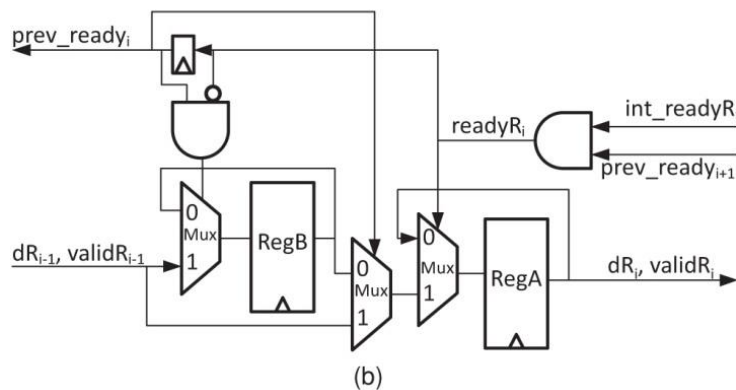 prev_readyᵢ
int_readyR
readyRᵢ
prev_readyᵢ₊₁
0
Mux
1
RegB
0
Mux
1
0
Mux
1
RegA
dRᵢ₋₁, validRᵢ₋₁
dRᵢ, validRᵢ
(b)